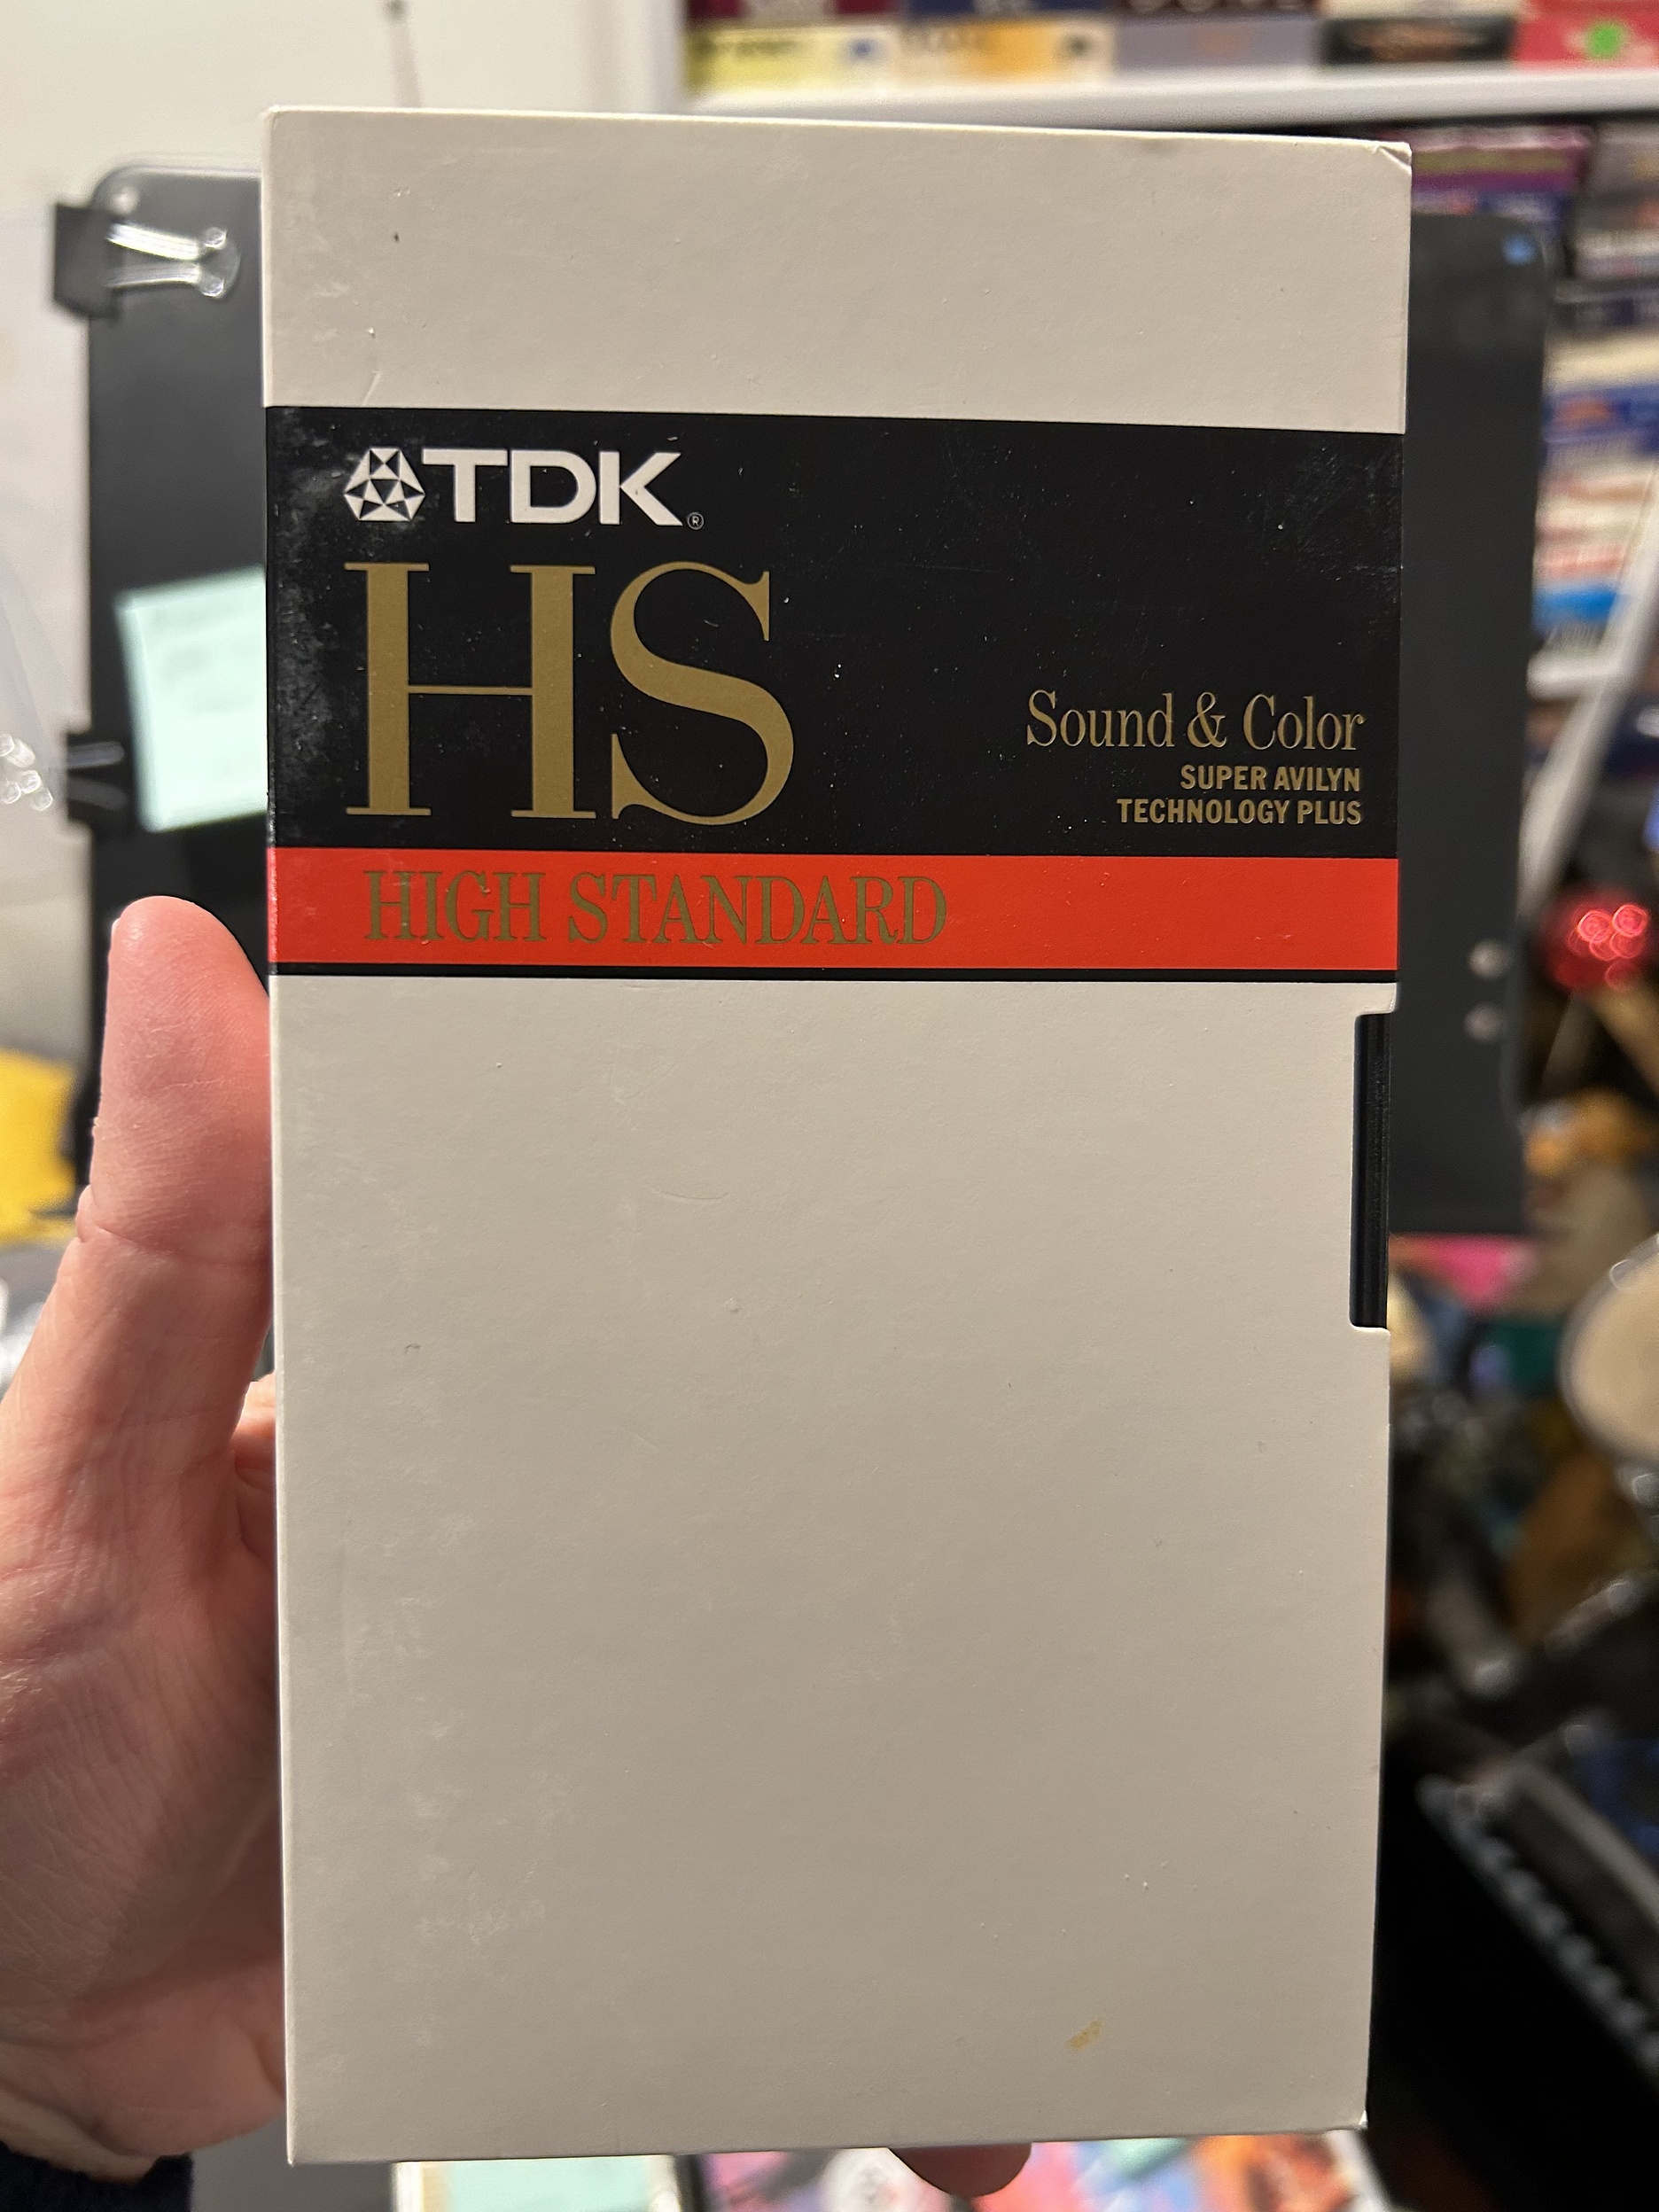 TDK®
HS
Sound & Color
SUPER AVILYN
TECHNOLOGY PLUS
HIGH STANDARD